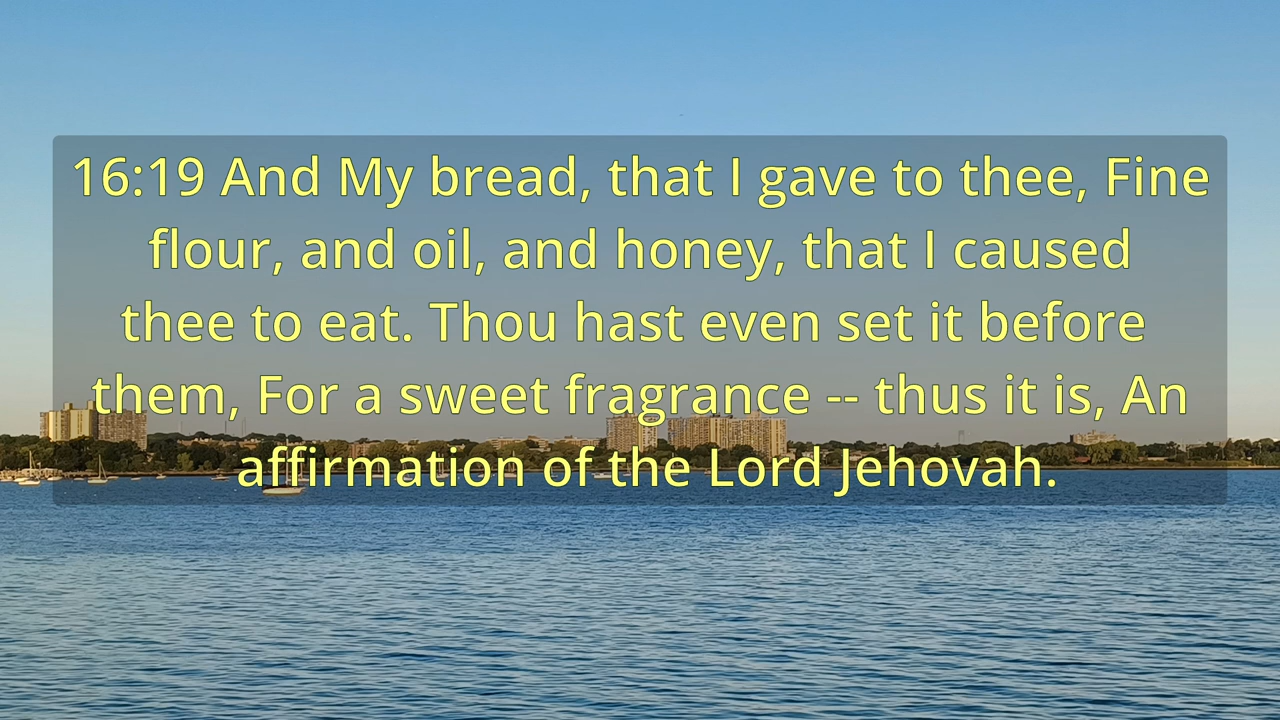 16:19 And My bread, that I gave to thee, Fine
flour, and oil, and honey, that I caused
thee to eat. Thou hast even set it before
them, For a sweet fragrance -- thus it is, An
affirmation of the Lord Jehovah.